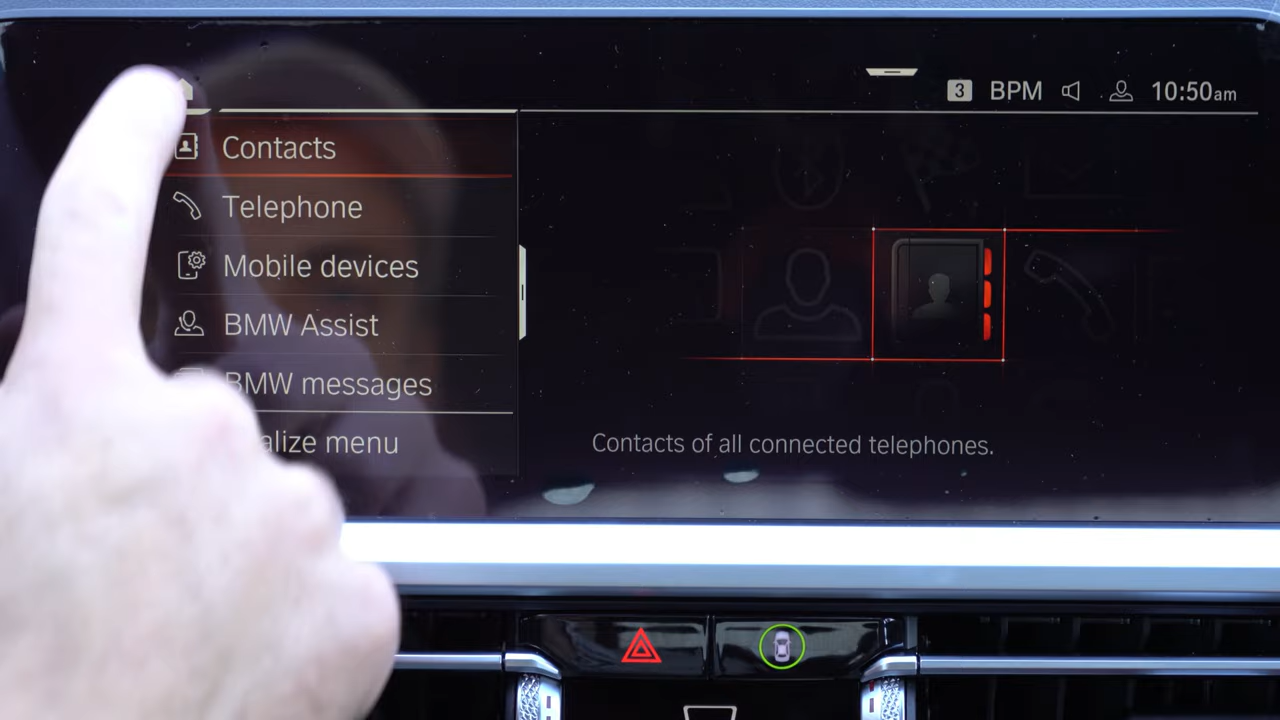 3 BPM 10:50am
Contacts
Telephone
Mobile devices
BMW Assist
BMW messages
alize menu
Contacts of all connected telephones.